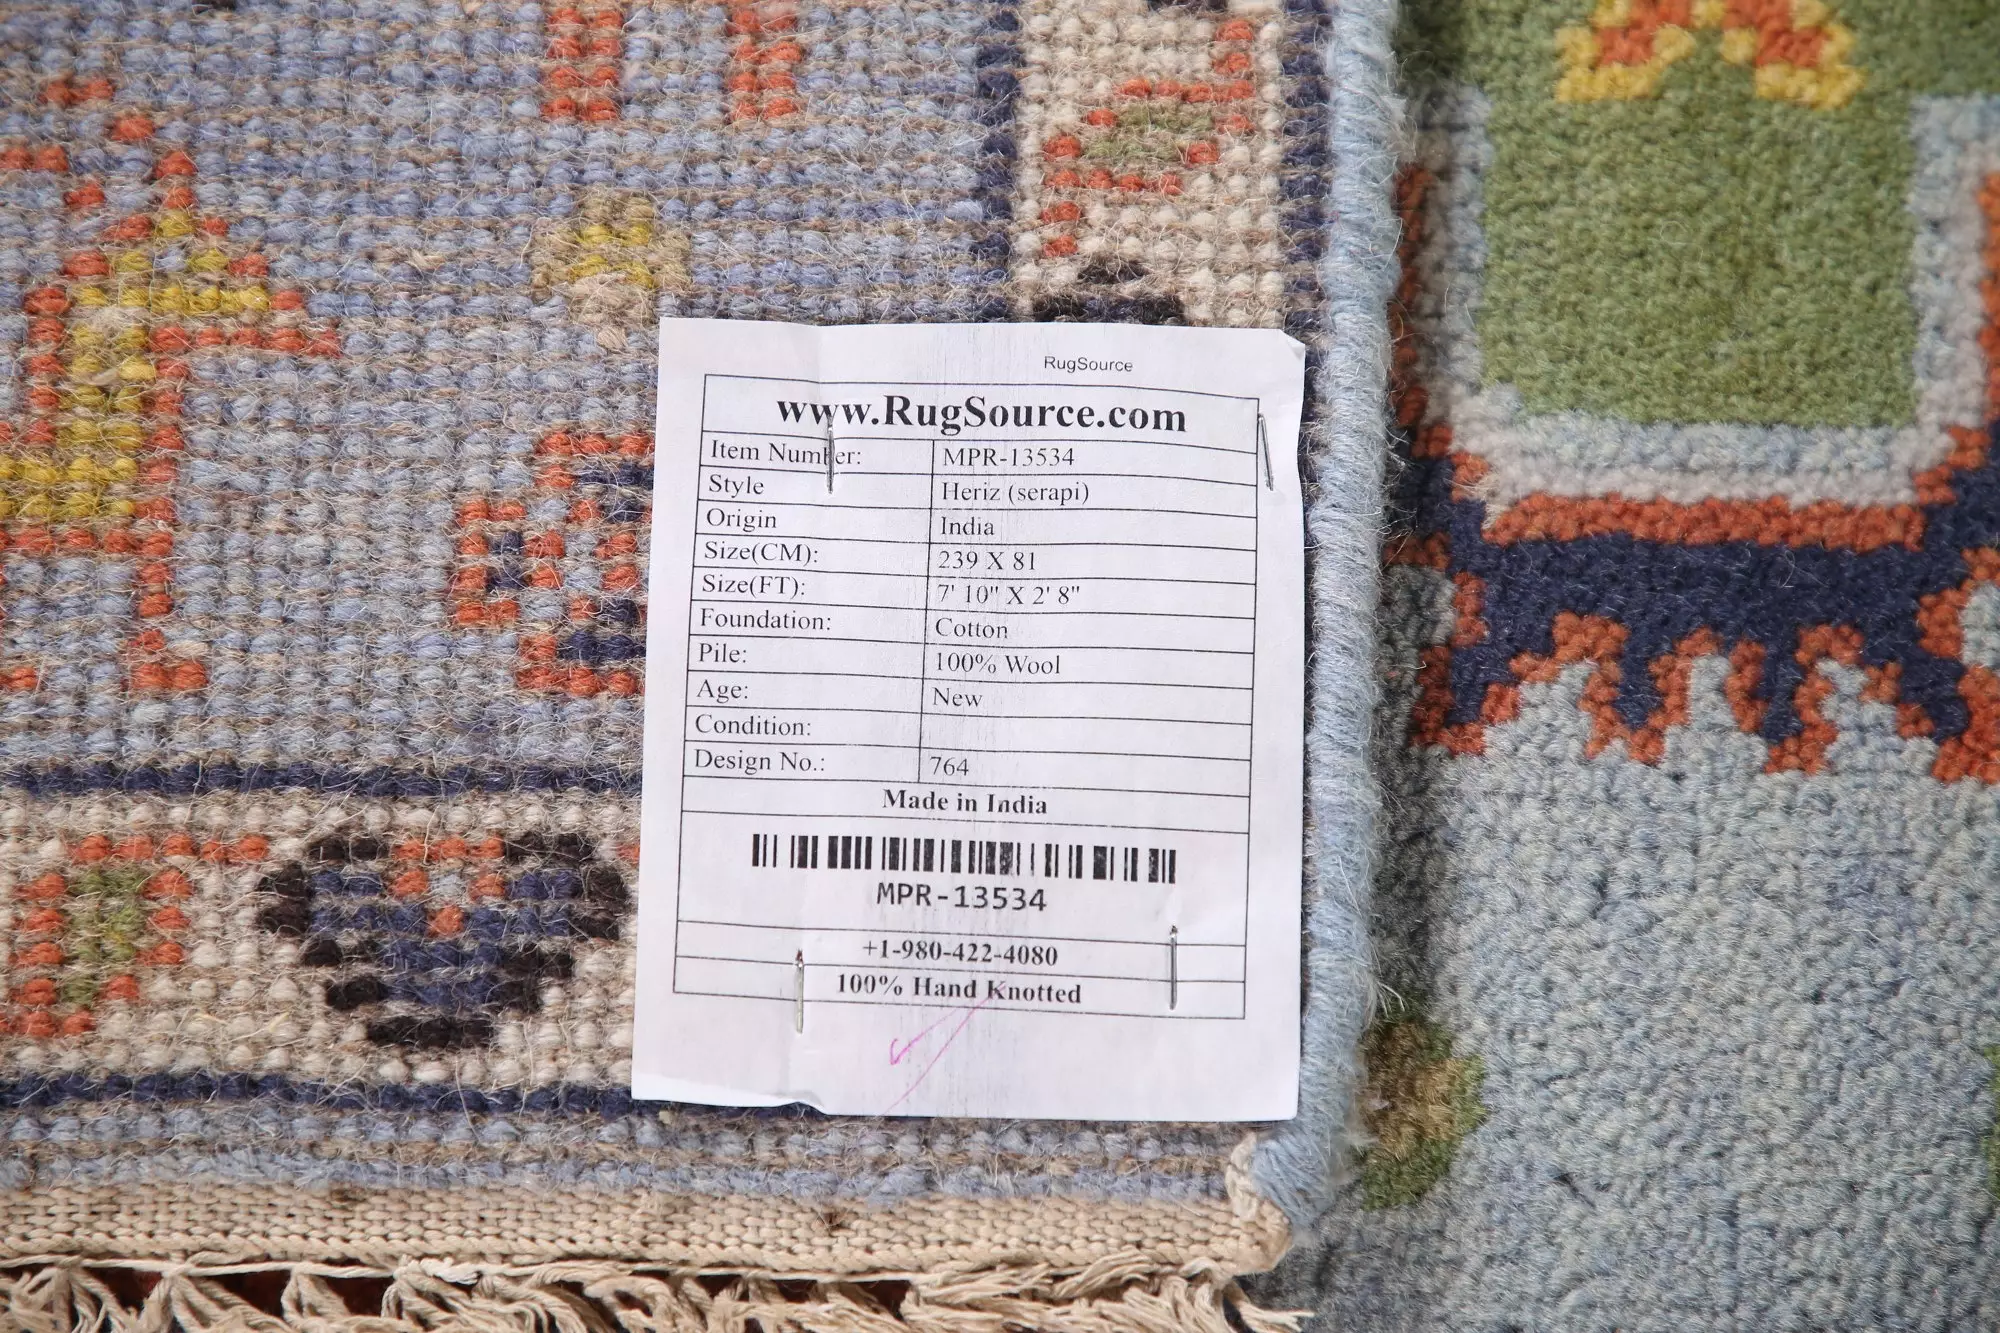 RugSource
www.RugSource.com
Item Number: MPR-13534
Style Heriz (serapi)
Origin India
Size(CM): 239 X 81
Size(FT): 7' 10" X 2' 8"
Foundation: Cotton
Pile: 100% Wool
Age: New
Condition:
Design No.: 764
Made in India
MPR-13534
+1-980-422-4080
100% Hand Knotted